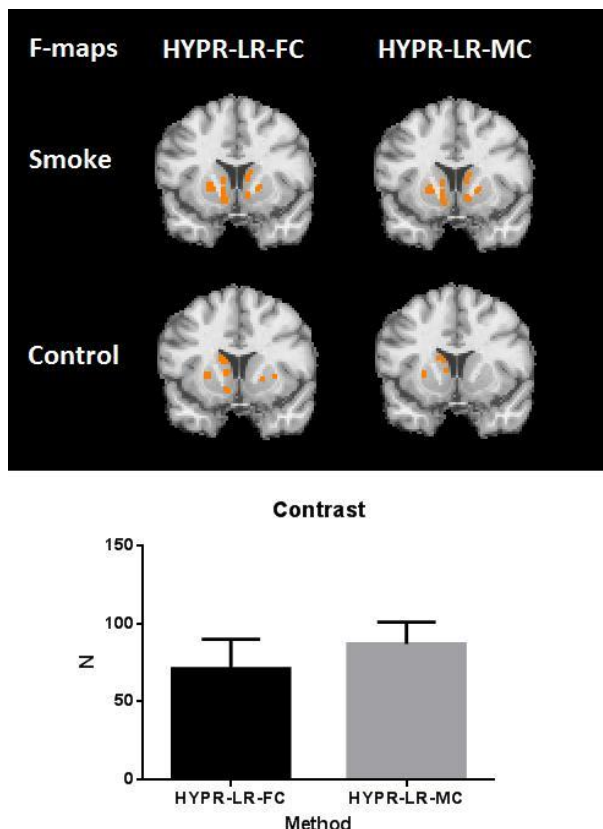 F-maps HYPR-LR-FC HYPR-LR-MC
Smoke
Control
Contrast
150
100
50
0
N
HYPR-LR-FC HYPR-LR-MC
Method